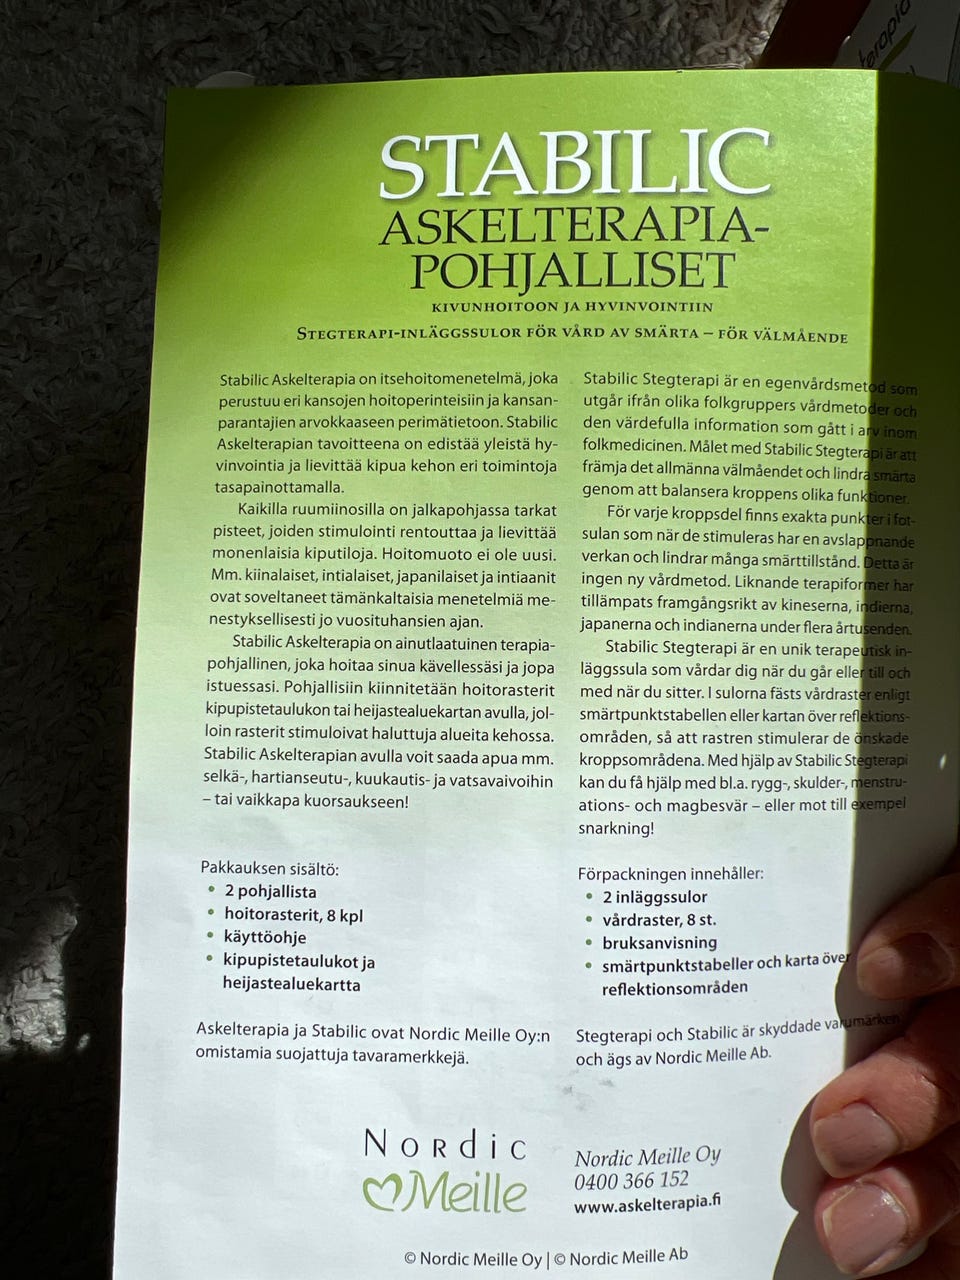 terapia
STABILIC
ASKELTERAPIA-
POHJALLISET
KIVUNHOITOON JA HYVINVOINTIIN
STEGTERAPI-INLÄGGSSULOR FÖR VÅRD AV SMÄRTA – FÖR VÄLMÅENDE
Stabilic Askelterapia on itsehoitomenetelmä, joka
perustuu eri kansojen hoitoperinteisiin ja kansan-
parantajien arvokkaaseen perimätietoon. Stabilic
Askelterapian tavoitteena on edistää yleistä hy-
vinvointia ja lievittää kipua kehon eri toimintoja
tasapainottamalla.
Kaikilla ruumiinosilla on jalkapohjassa tarkat
pisteet, joiden stimulointi rentouttaa ja lievittää
monenlaisia kiputiloja. Hoitomuoto ei ole uusi.
Mm. kiinalaiset, intialaiset, japanilaiset ja intiaanit
ovat soveltaneet tämänkaltaisia menetelmiä me-
nestyksellisesti jo vuosituhansien ajan.
Stabilic Askelterapia on ainutlaatuinen terapia-
pohjallinen, joka hoitaa sinua kävellessäsi ja jopa
istuessasi. Pohjallisiin kiinnitetään hoitorasterit
kipupistetaulukon tai heijastealuekartan avulla, jol-
loin rasterit stimuloivat haluttuja alueita kehossa.
Stabilic Askelterapian avulla voit saada apua mm.
selkä-, hartianseutu-, kuukautis- ja vatsavaivoihin
– tai vaikkapa kuorsaukseen!
Stabilic Stegterapi är en egenvårdsmetod som
utgår ifrån olika folkgruppers vårdmetoder och
den värdefulla information som gått i arv inom
folkmedicinen. Målet med Stabilic Stegterapi är att
främja det allmänna välmåendet och lindra smärta
genom att balansera kroppens olika funktioner.
För varje kroppsdel finns exakta punkter i fot-
sulan som när de stimuleras har en avslappnande
verkan och lindrar många smärttillstånd. Detta är
ingen ny vårdmetod. Liknande terapiformer har
tillämpats framgångsrikt av kineserna, indierna,
japanerna och indianerna under flera årtusenden.
Stabilic Stegterapi är en unik terapeutisk in-
läggssula som vårdar dig när du går eller till och
med när du sitter. I sulorna fästs vårdraster enligt
smärtpunktstabellen eller kartan över reflektions-
områden, så att rastren stimulerar de önskade
kroppsområdena. Med hjälp av Stabilic Stegterapi
kan du få hjälp med bl.a. rygg-, skulder-, menstru-
ations- och magbesvär – eller mot till exempel
snarkning!
Pakkauksen sisältö:
• 2 pohjallista
• hoitorasterit, 8 kpl
• käyttöohje
• kipupistetaulukot ja
heijastealuekartta
Förpackningen innehåller:
• 2 inläggssulor
• vårdraster, 8 st.
• bruksanvisning
• smärtpunktstabeller och karta över
reflektionsområden
Askelterapia ja Stabilic ovat Nordic Meille Oy:n
omistamia suojattuja tavaramerkkejä.
Stegterapi och Stabilic är skyddade varumärken
och ägs av Nordic Meille Ab.
Nordic
Meille
Nordic Meille Oy
0400 366 152
www.askelterapia.fi
© Nordic Meille Oy | © Nordic Meille Ab